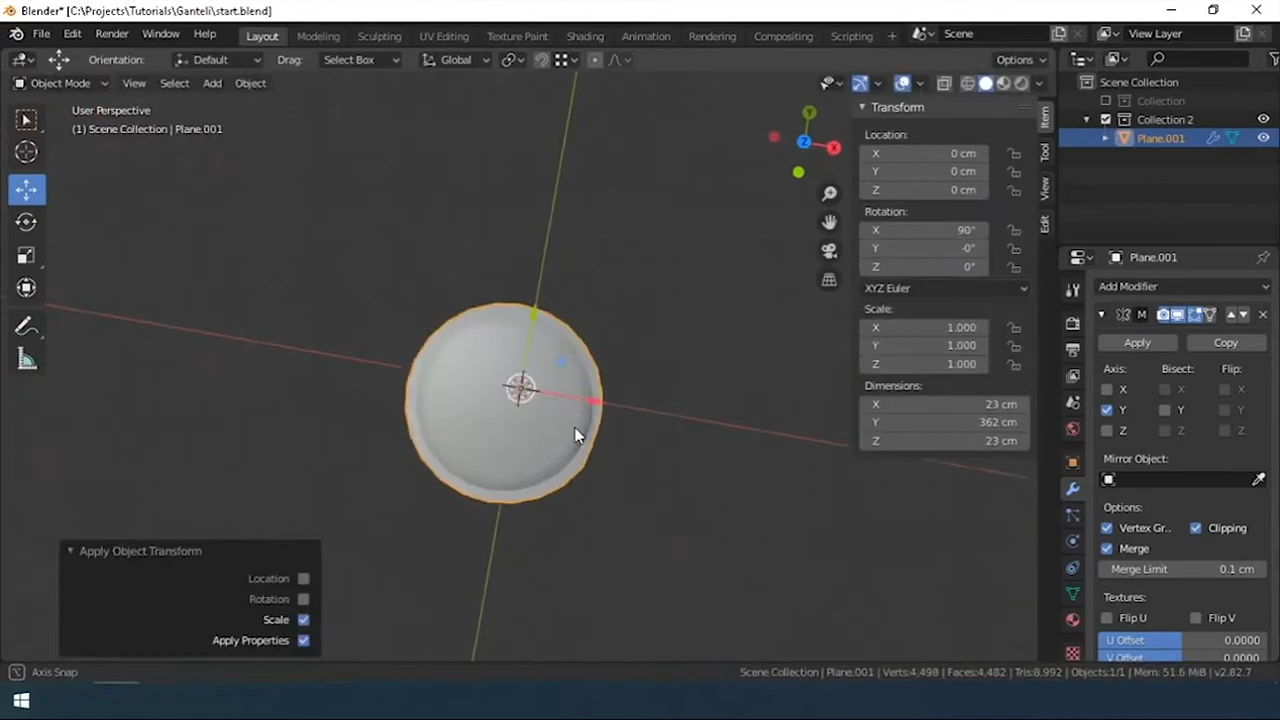 Blender* [C:\Projects\Tutorials\Ganteli\start.blend]
File Edit Render Window Help Layout Modeling Sculpting UV Editing Texture Paint Shading Animation Rendering Compositing Scripting + Scene View Layer
Orientation: Default Drag: Select Box Global Options
Object Mode View Select Add Object
User Perspective
(1) Scene Collection | Plane.001
Y
Z
X
Transform
Location:
X 0 cm
Y 0 cm
Z 0 cm
Rotation:
X 90°
Y -0°
Z 0°
XYZ Euler
Scale:
X 1.000
Y 1.000
Z 1.000
Dimensions:
X 23 cm
Y 362 cm
Z 23 cm
Item
Tool
View
Edit
Scene Collection
Collection
Collection 2
Plane.001
Plane.001
Add Modifier
M
Apply Copy
Axis: Bisect: Flip:
X X X
Y Y Y
Z Z Z
Mirror Object:
Options:
Vertex Gr.. Clipping
Merge
Merge Limit 0.1 cm
Textures:
Flip U Flip V
U Offset 0.0000
V Offset 0.0000
Apply Object Transform
Location
Rotation
Scale
Apply Properties
Axis Snap
Scene Collection | Plane.001 | Verts:4,498 | Faces:4,482 | Tris:8,992 | Objects:1/1 | Mem: 51.6 MiB | v2.82.7